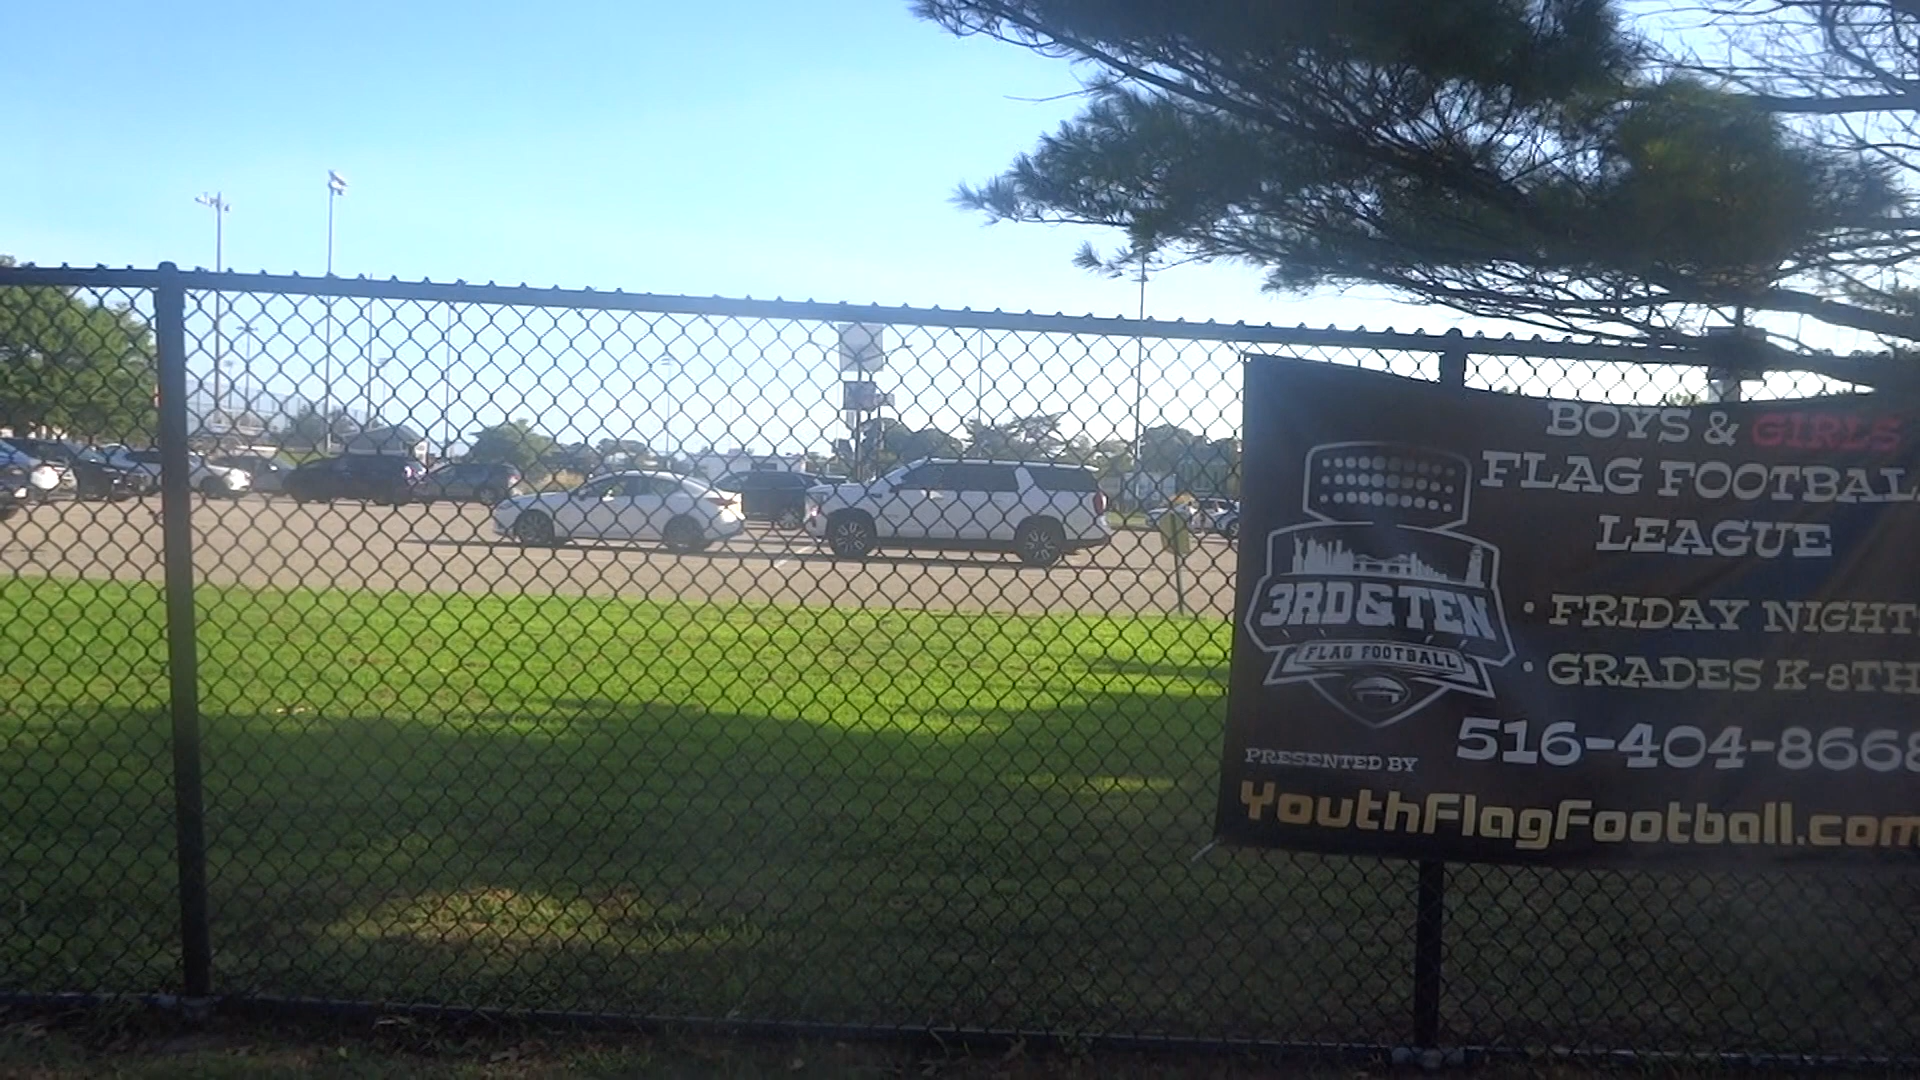 BOYS & GIRLS
FLAG FOOTBAL
LEAGUE
3RD&TEN
FLAG FOOTBALL
• FRIDAY NIGHT
• GRADES K-8TH
516-404-8668
PRESENTED BY
YouthFlagFootball.com